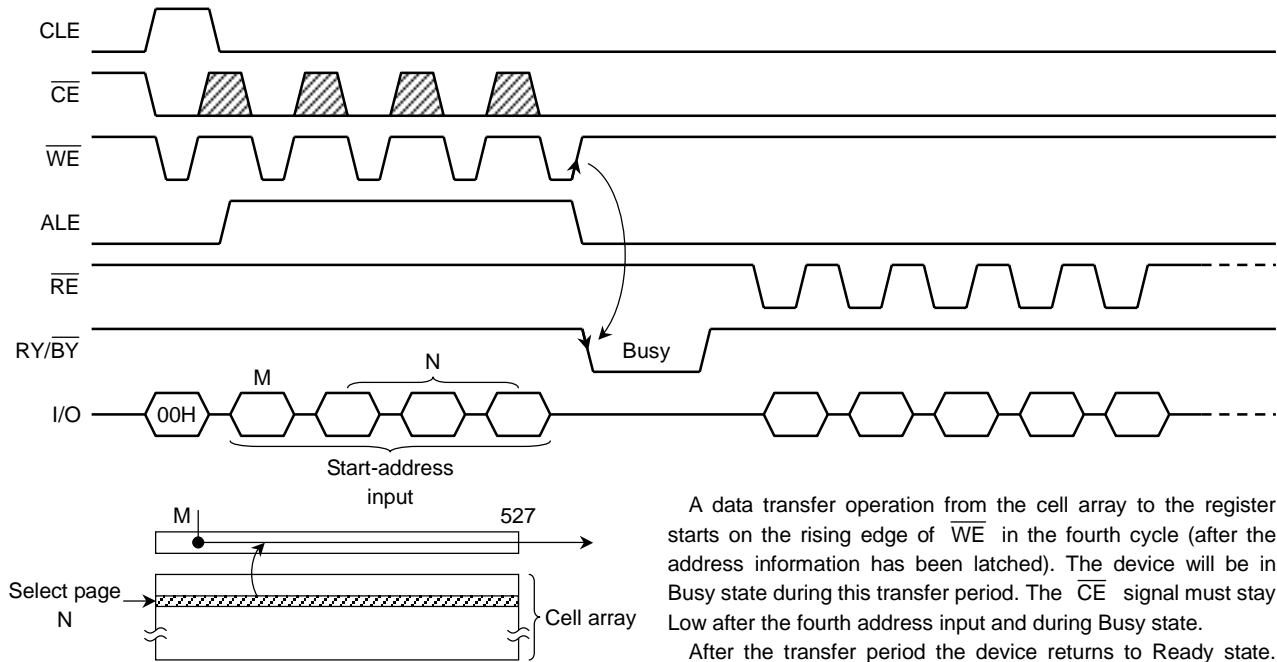 CLE
CE
WE
ALE
RE
RY/BY
Busy
M
N
I/O
00H
Start-address
input
M
527
Select page
N
Cell array
A data transfer operation from the cell array to the register
starts on the rising edge of WE in the fourth cycle (after the
address information has been latched). The device will be in
Busy state during this transfer period. The CE signal must stay
Low after the fourth address input and during Busy state.
After the transfer period the device returns to Ready state.